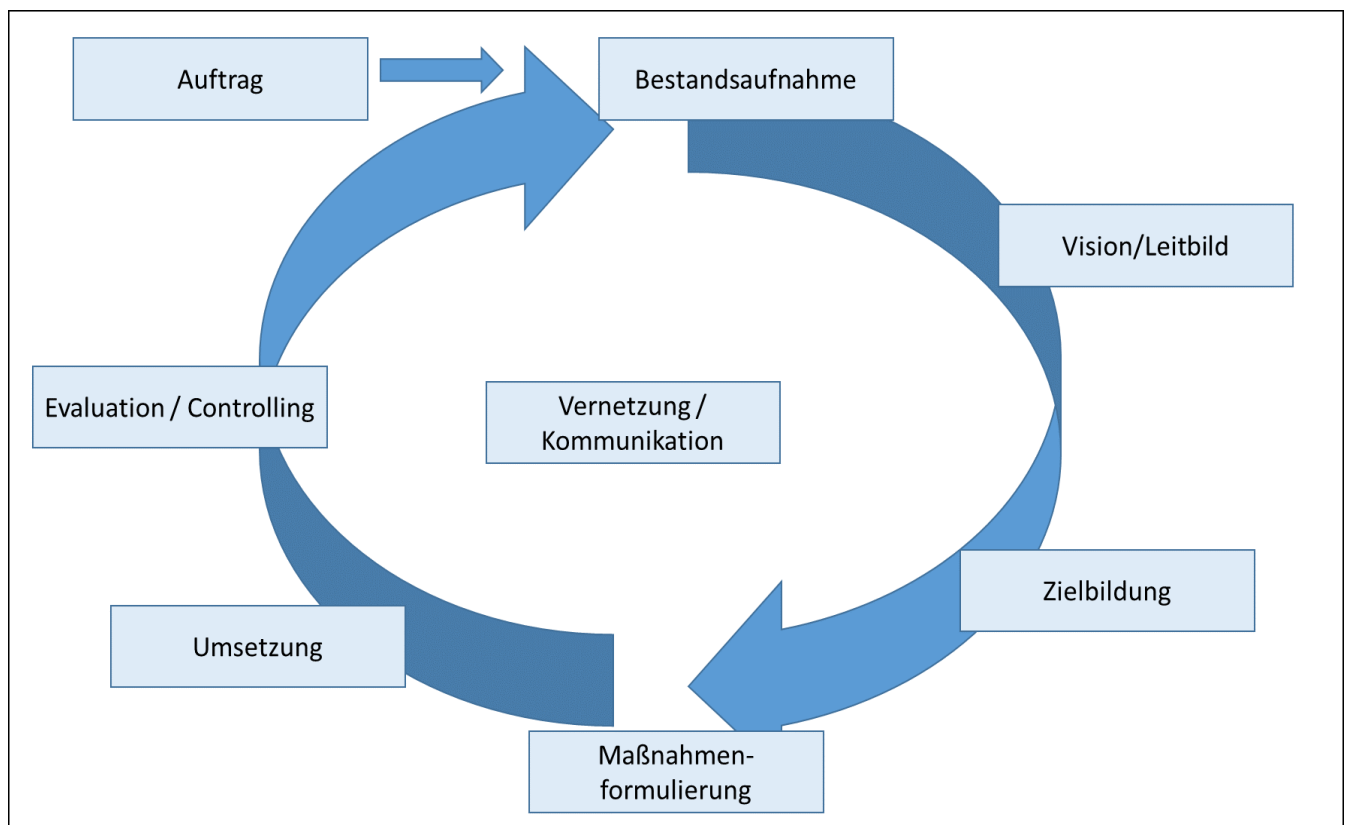 Auftrag
Bestandsaufnahme
Vision/Leitbild
Evaluation / Controlling
Vernetzung /
Kommunikation
Zielbildung
Umsetzung
Maßnahmen-
formulierung